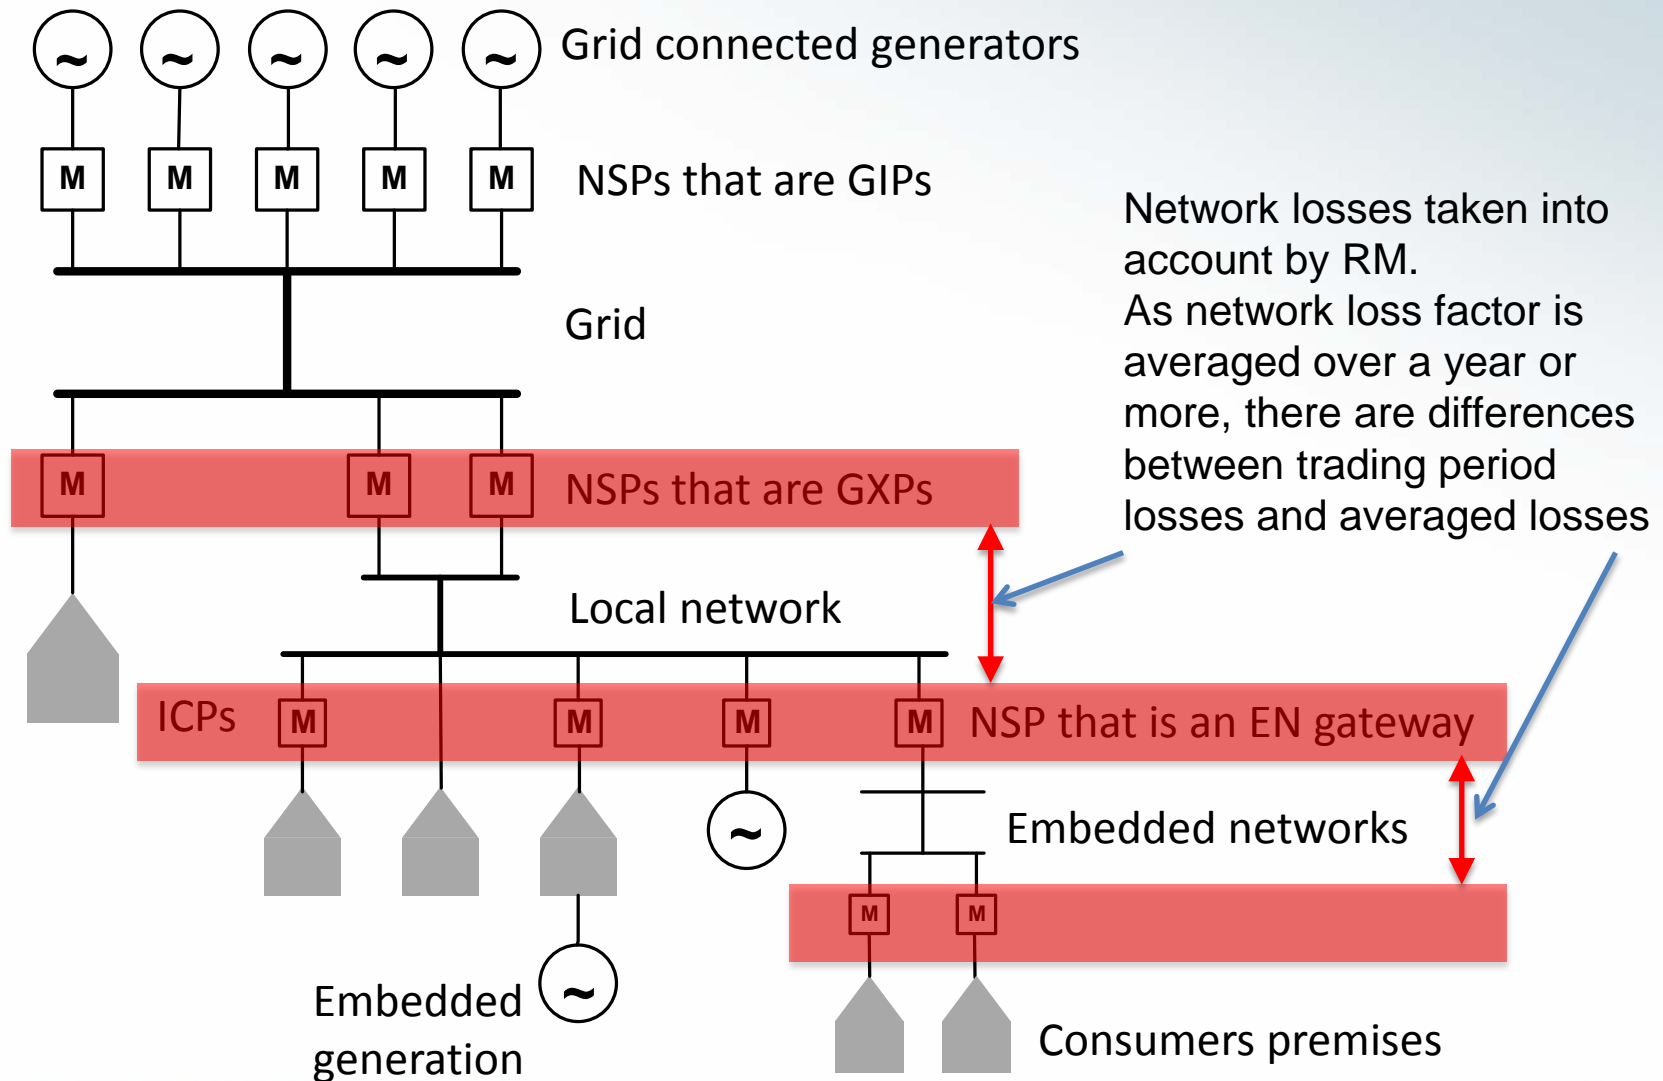 ~ ~ ~ ~ ~ Grid connected generators
M M M M M NSPs that are GIPs
Network losses taken into
account by RM.
As network loss factor is
averaged over a year or
more, there are differences
between trading period
losses and averaged losses
Grid
M M M NSPs that are GXPs
Local network
ICPs M M M M NSP that is an EN gateway
~ Embedded networks
M M
~
Embedded
generation
Consumers premises